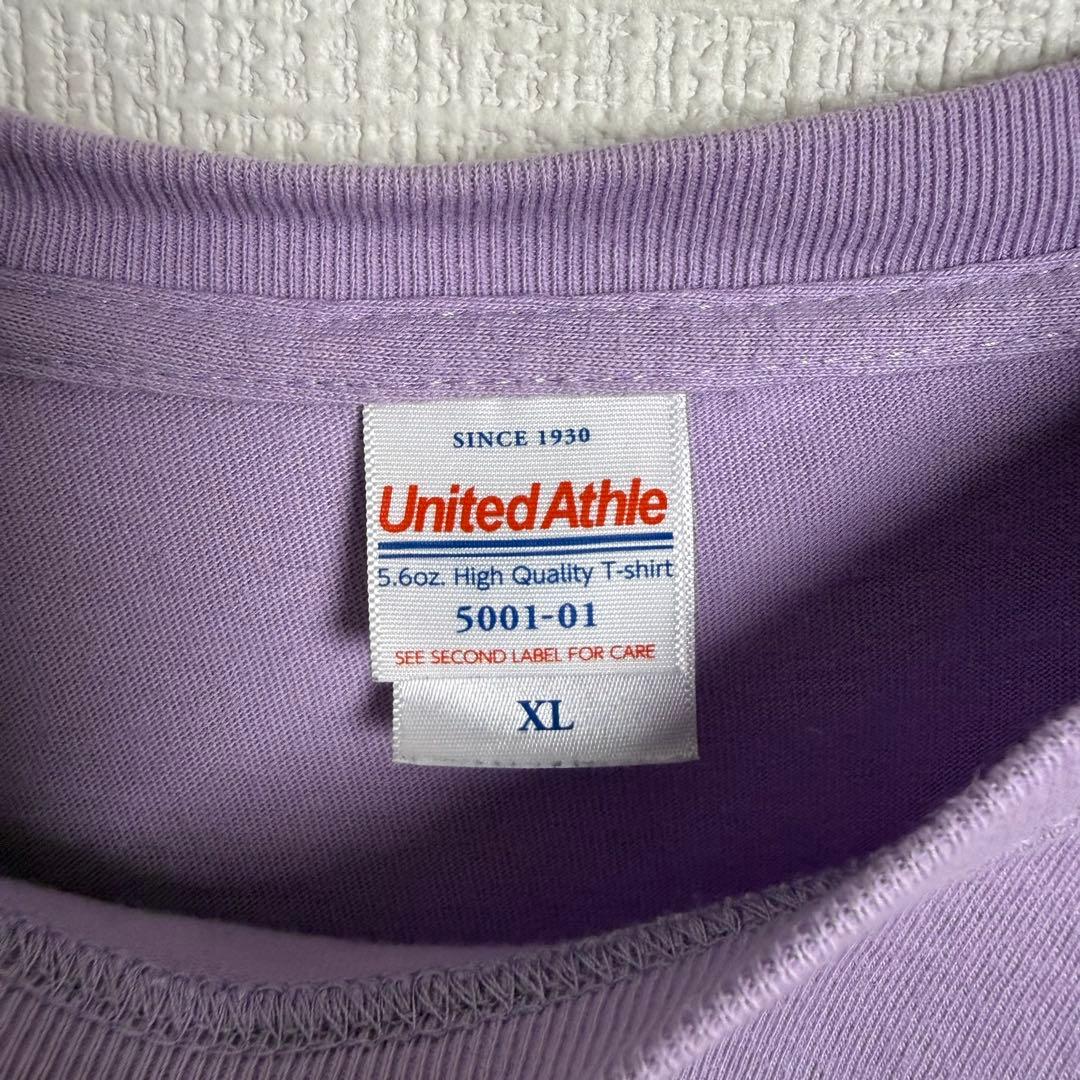 SINCE 1930
United Athle
5.6oz. High Quality T-shirt
5001-01
SEE SECOND LABEL FOR CARE
XL